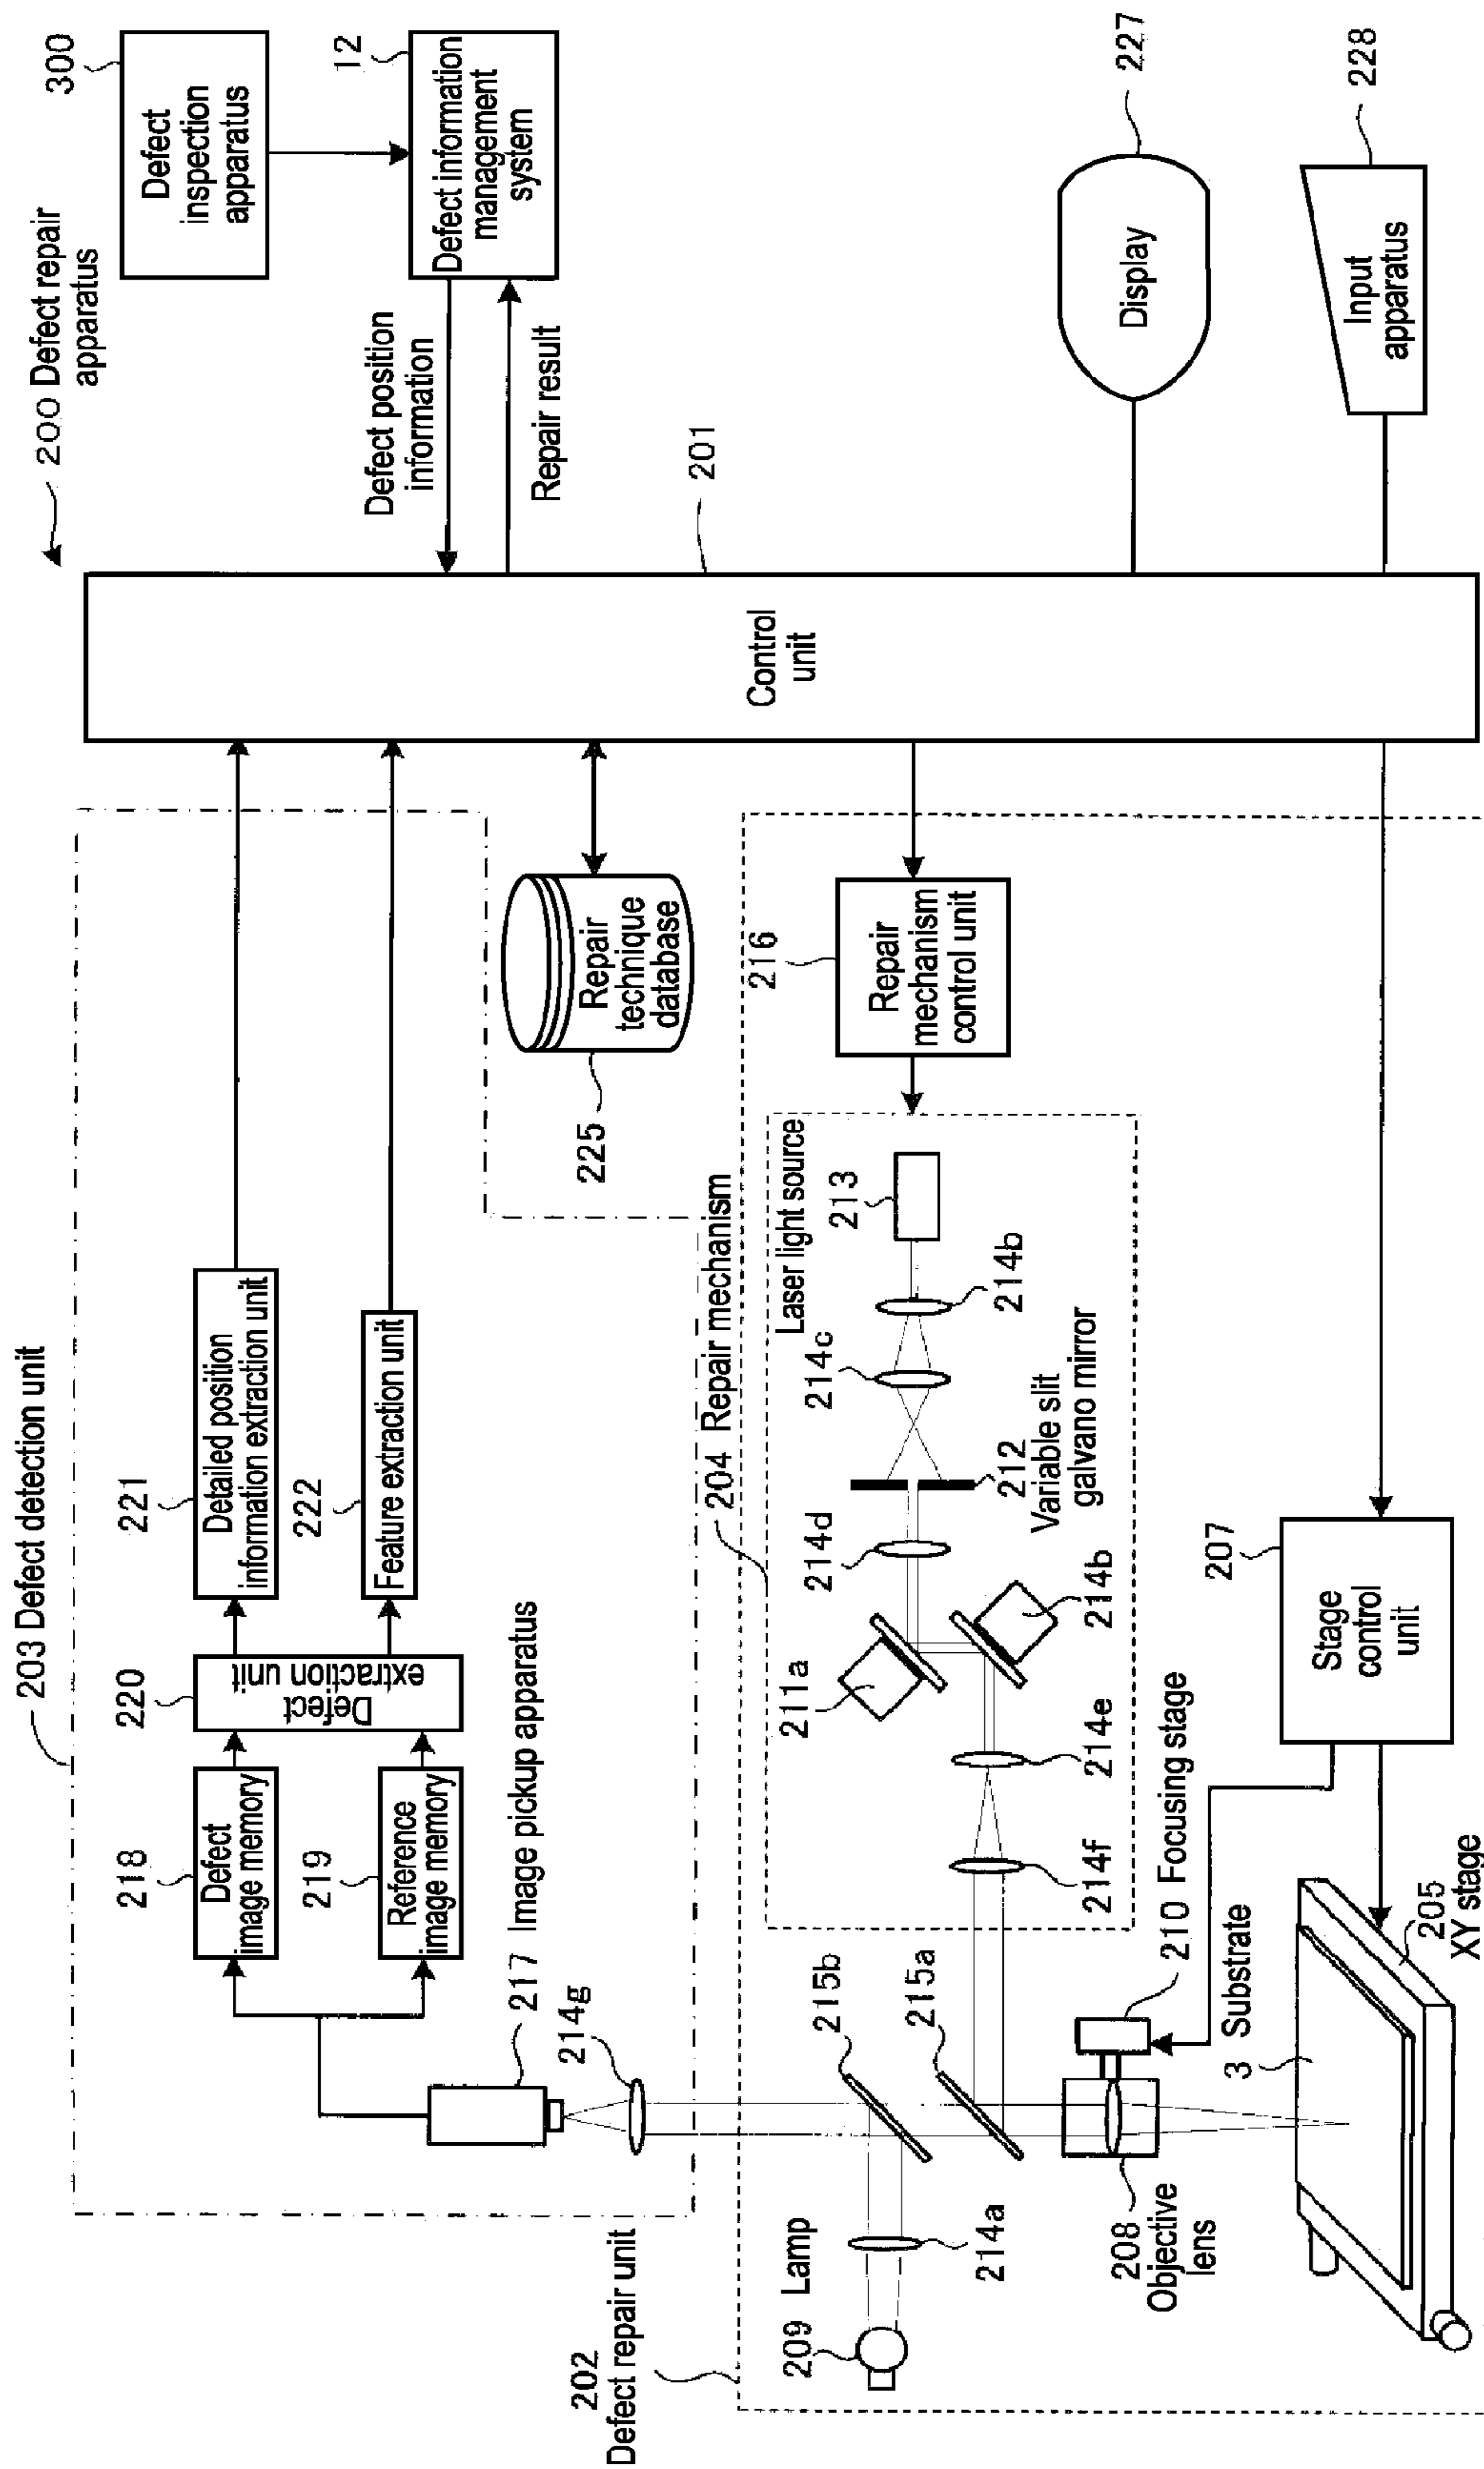 200 Defect repair
apparatus
300
Defect
inspection
apparatus
12
Defect information
management
system
Defect position
information
Repair result
201
Control
unit
227
Display
228
Input
apparatus
203 Defect detection unit
218
Defect
image memory
219
Reference
image memory
220
Defect
extraction unit
221
Detailed position
information extraction unit
222
Feature extraction unit
217 Image pickup apparatus
214g
Repair
technique
database
225
202
Defect repair unit
204 Repair mechanism
216
Repair
mechanism
control unit
Laser light source
213
214b
214c
212
Variable slit
galvano mirror
214d
211a
214b
214e
214f
215b
215a
209 Lamp
214a
208
Objective
lens
210 Focusing stage
Substrate
3
205
XY stage
207
Stage
control
unit